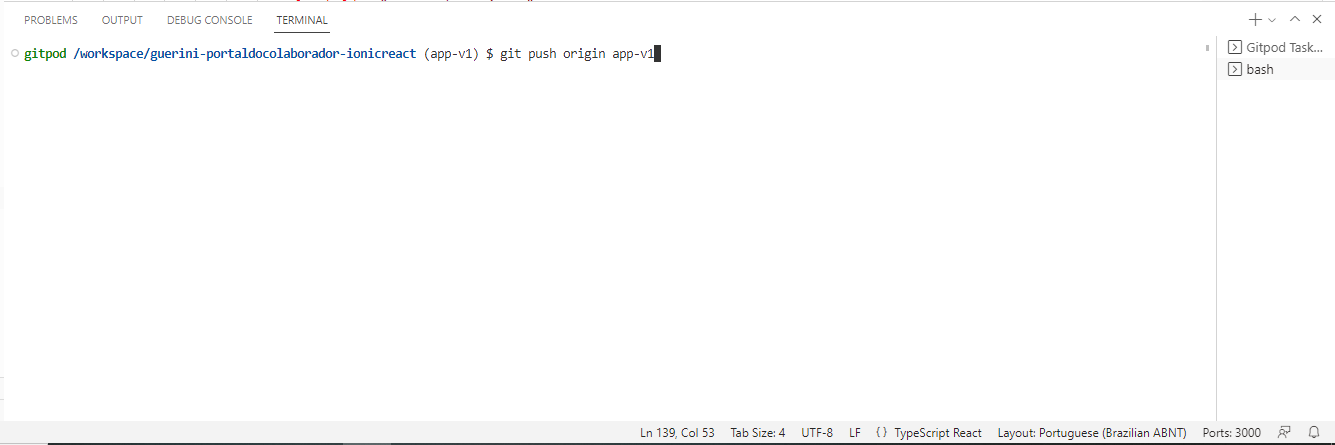 PROBLEMS OUTPUT DEBUG CONSOLE TERMINAL
gitpod /workspace/guerini-portaldocolaborador-ionicreact (app-v1) $ git push origin app-v1
Gitpod Task...
bash
Ln 139, Col 53 Tab Size: 4 UTF-8 LF {} TypeScript React Layout: Portuguese (Brazilian ABNT) Ports: 3000